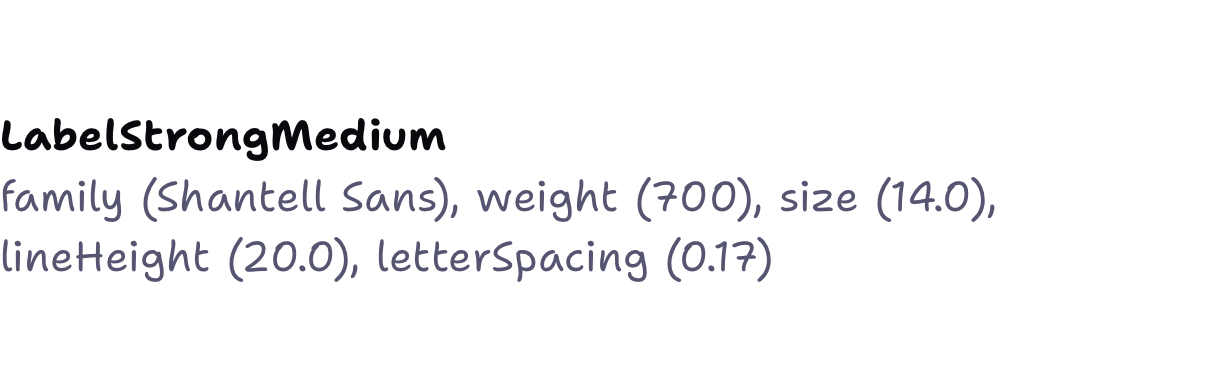 LabelStrongMedium
family (Shantell Sans), weight (700), size (14.0),
lineHeight (20.0), letterSpacing (0.17)